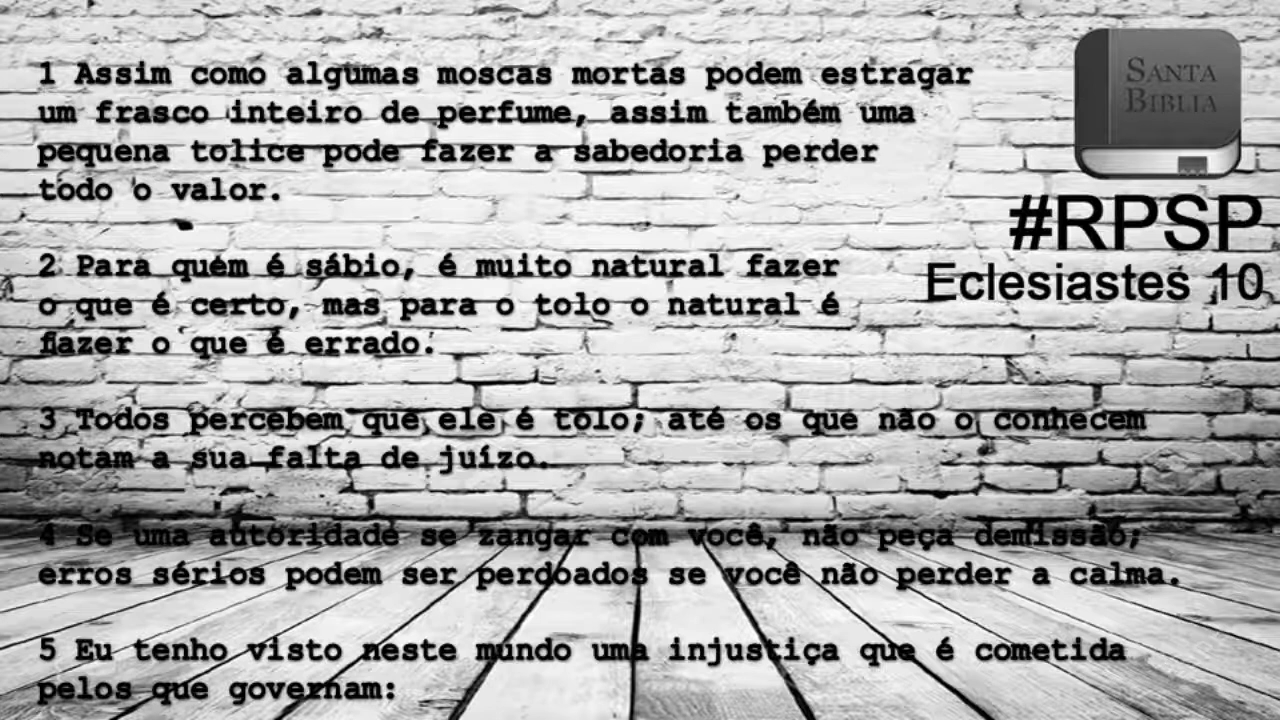 1 Assim como algumas moscas mortas podem estragar
um frasco inteiro de perfume, assim também uma
pequena tolice pode fazer a sabedoria perder
todo o valor.
2 Para quem é sábio, é muito natural fazer
o que é certo, mas para o tolo o natural é
fazer o que é errado.
3 Todos percebem que ele é tolo; até os que não o conhecem
notam a sua falta de juízo.
4 Se uma autoridade se zangar com você, não peça demissão;
erros sérios podem ser perdoados se você não perder a calma.
5 Eu tenho visto neste mundo uma injustiça que é cometida
pelos que governam:
SANTA
BIBLIA
#RPSP
Eclesiastes 10